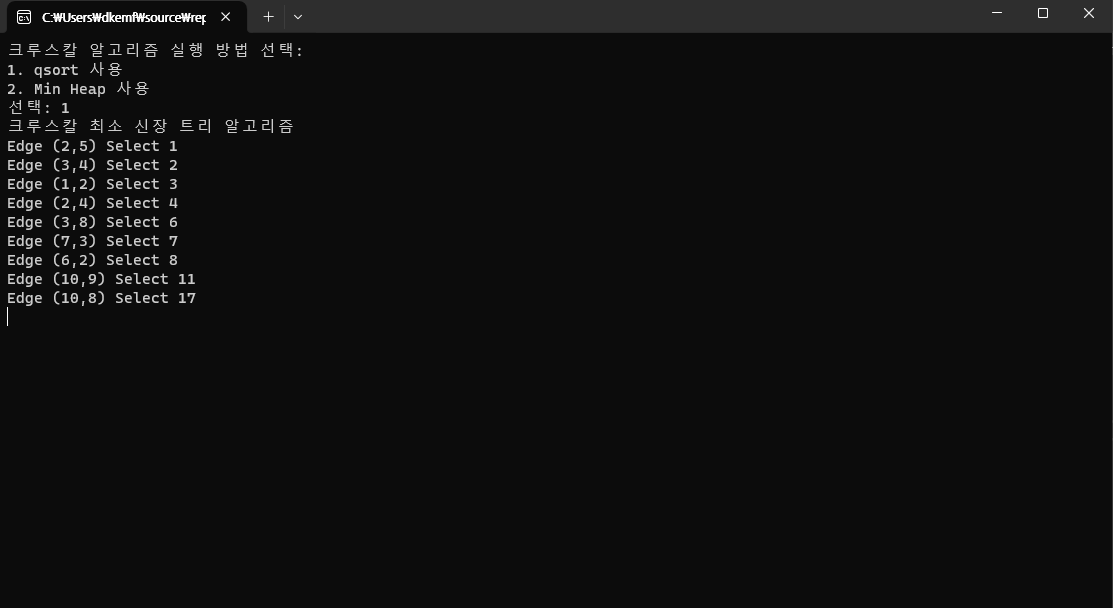 C:₩Users₩dkemf₩source₩rep
크루스칼 알고리즘 실행 방법 선택:
1. qsort 사용
2. Min Heap 사용
선택: 1
크루스칼 최소 신장 트리 알고리즘
Edge (2,5) Select 1
Edge (3,4) Select 2
Edge (1,2) Select 3
Edge (2,4) Select 4
Edge (3,8) Select 6
Edge (7,3) Select 7
Edge (6,2) Select 8
Edge (10,9) Select 11
Edge (10,8) Select 17